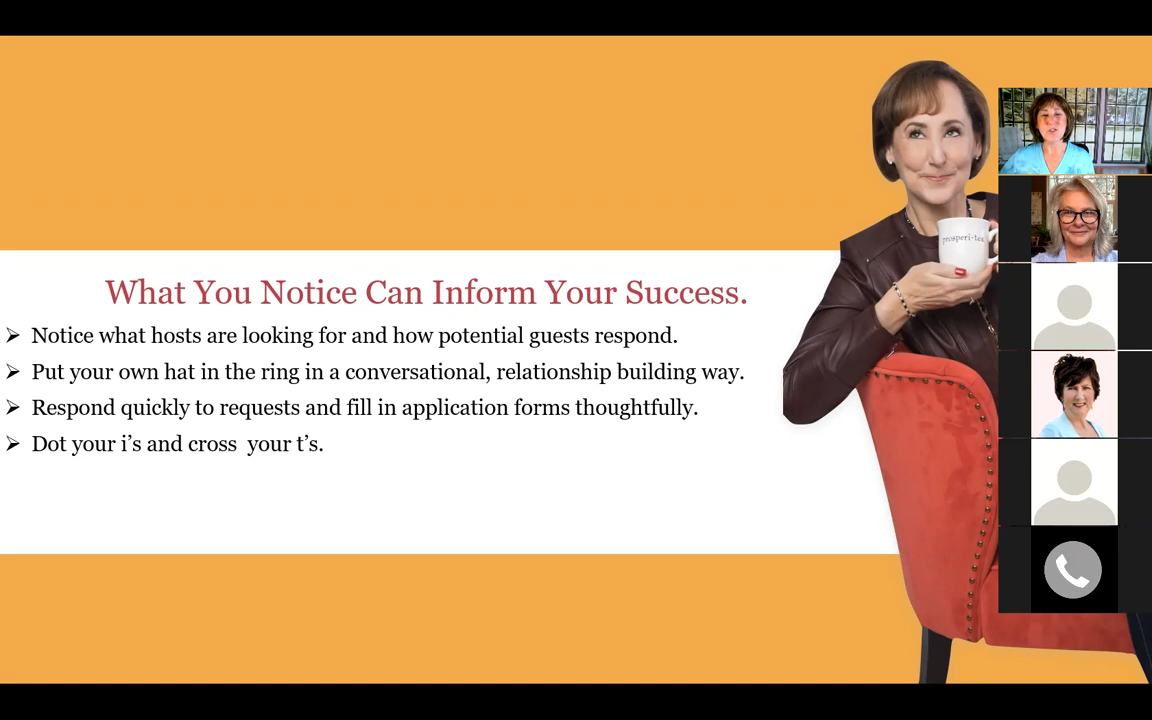 What You Notice Can Inform Your Success.
➢ Notice what hosts are looking for and how potential guests respond.
➢ Put your own hat in the ring in a conversational, relationship building way.
➢ Respond quickly to requests and fill in application forms thoughtfully.
➢ Dot your i’s and cross  your t’s.
prosperi·tea